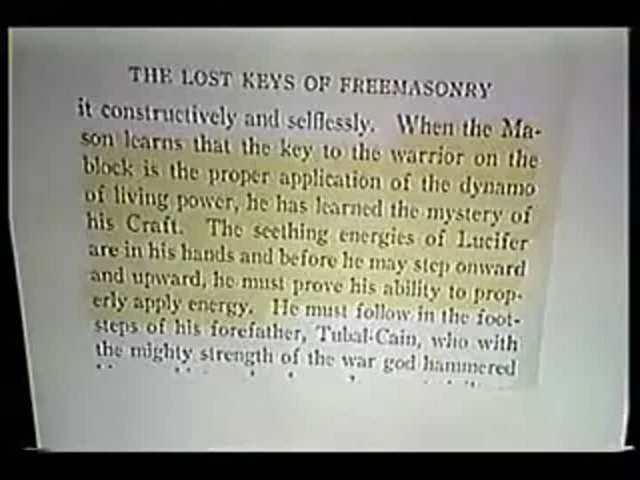 THE LOST KEYS OF FREEMASONRY
it constructively and selflessly. When the Ma-
son learns that the key to the warrior on the
block is the proper application of the dynamo
of living power, he has learned the mystery of
his Craft. The seething energies of Lucifer
are in his hands and before he may step onward
and upward, he must prove his ability to prop-
erly apply energy. He must follow in the foot-
steps of his forefather, Tubal-Cain, who with
the mighty strength of the war god hammered